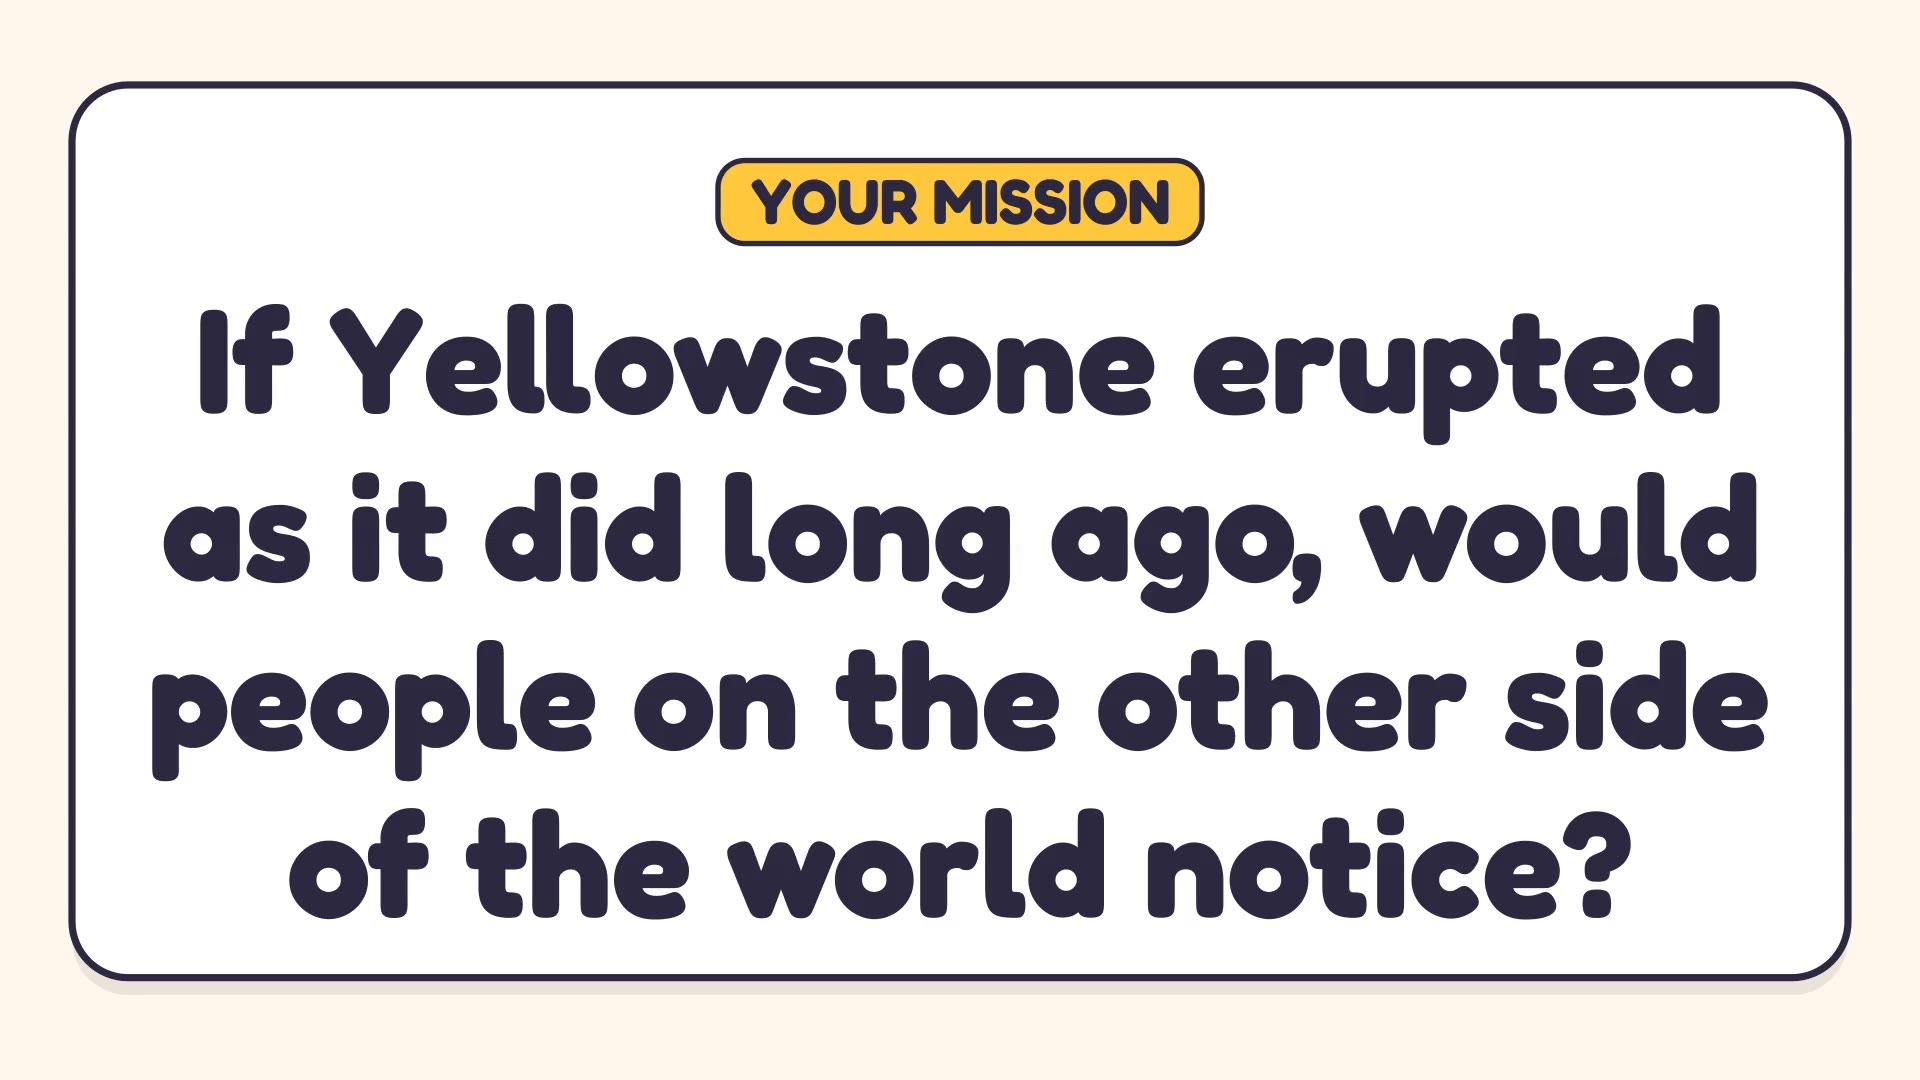 YOUR MISSION
If Yellowstone erupted
as it did long ago, would
people on the other side
of the world notice?